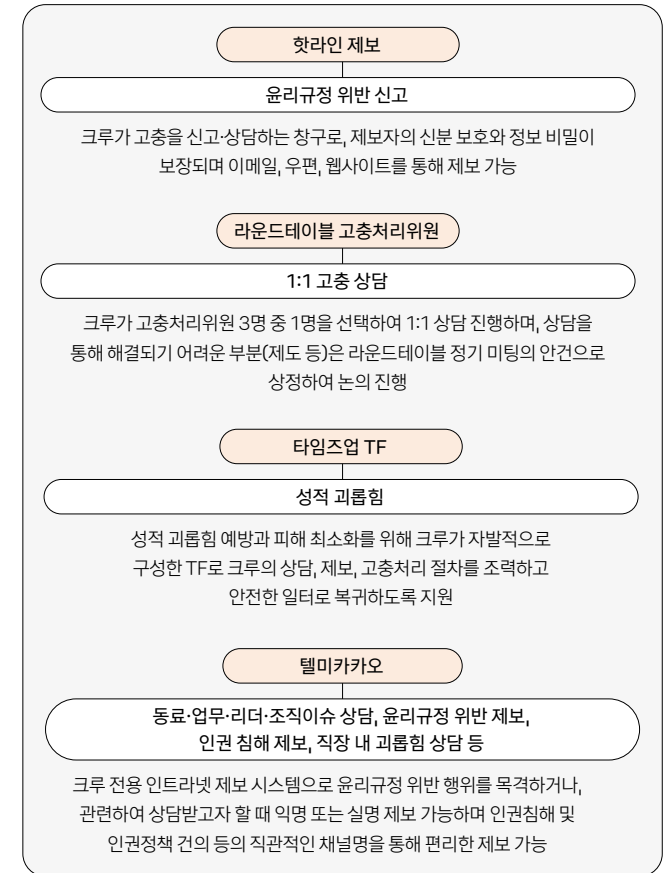 핫라인 제보
윤리규정 위반 신고
크루가 고충을 신고·상담하는 창구로, 제보자의 신분 보호와 정보 비밀이
보장되며 이메일, 우편, 웹사이트를 통해 제보 가능
라운드테이블 고충처리위원
1:1 고충 상담
크루가 고충처리위원 3명 중 1명을 선택하여 1:1 상담 진행하며, 상담을
통해 해결되기 어려운 부분(제도 등)은 라운드테이블 정기 미팅의 안건으로
상정하여 논의 진행
타임즈업 TF
성적 괴롭힘
성적 괴롭힘 예방과 피해 최소화를 위해 크루가 자발적으로
구성한 TF로 크루의 상담, 제보, 고충처리 절차를 조력하고
안전한 일터로 복귀하도록 지원
텔미카카오
동료·업무·리더·조직이슈 상담, 윤리규정 위반 제보,
인권 침해 제보, 직장 내 괴롭힘 상담 등
크루 전용 인트라넷 제보 시스템으로 윤리규정 위반 행위를 목격하거나,
관련하여 상담받고자 할 때 익명 또는 실명 제보 가능하며 인권침해 및
인권정책 건의 등의 직관적인 채널명을 통해 편리한 제보 가능